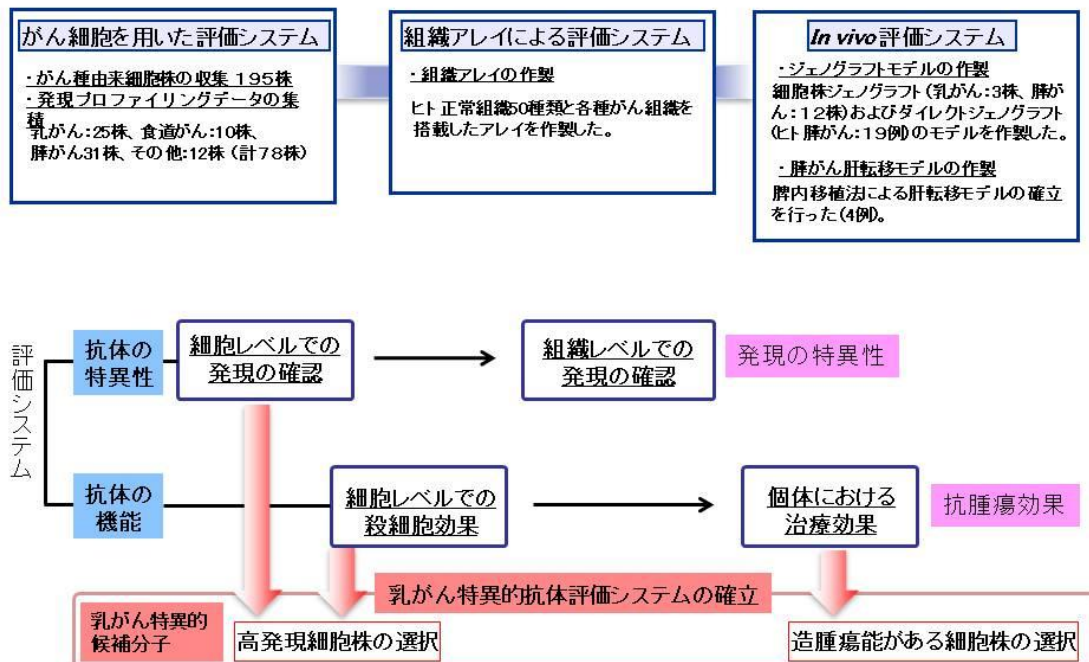 がん細胞を用いた評価システム
・がん種由来細胞株の収集 195株
・発現プロファイリングデータの集
積
乳がん:25株、食道がん:10株、
膵がん31株、その他:12株 (計78株)
組織アレイによる評価システム
・組織アレイの作製
ヒト正常組織50種類と各種がん組織を
搭載したアレイを作製した。
In vivo評価システム
・ジェノグラフトモデルの作製
細胞株ジェノグラフト (乳がん:3株、膵が
ん:12株)およびダイレクトジェノグラフト
(ヒト膵がん:19例)のモデルを作製した。
・膵がん肝転移モデルの作製
脾内移植法による肝転移モデルの確立
を行った(4例)。
評価システム
抗体の
特異性
細胞レベルでの
発現の確認
組織レベルでの
発現の確認
発現の特異性
抗体の
機能
細胞レベルでの
殺細胞効果
個体における
治療効果
抗腫瘍効果
乳がん特異的抗体評価システムの確立
乳がん特異的
候補分子
高発現細胞株の選択
造腫瘍能がある細胞株の選択